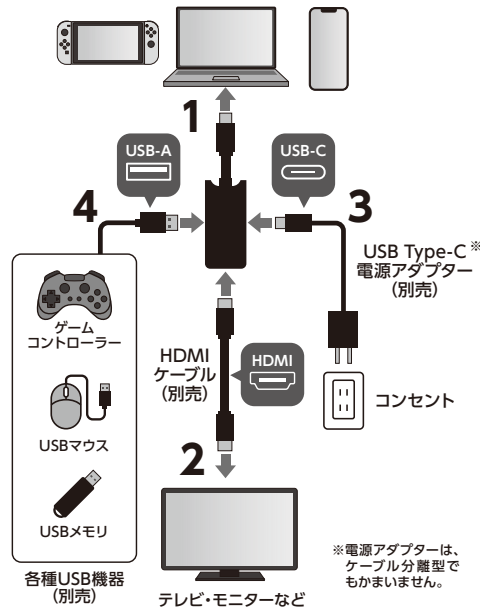 1
USB-A
USB-C
4
3
USB Type-C※
電源アダプター
(別売)
ゲーム
コントローラー
HDMI
ケーブル
(別売)
HDMI
コンセント
USBマウス
2
USBメモリ
各種USB機器
(別売)
テレビ・モニターなど
※電源アダプターは、
ケーブル分離型で
もかまいません。